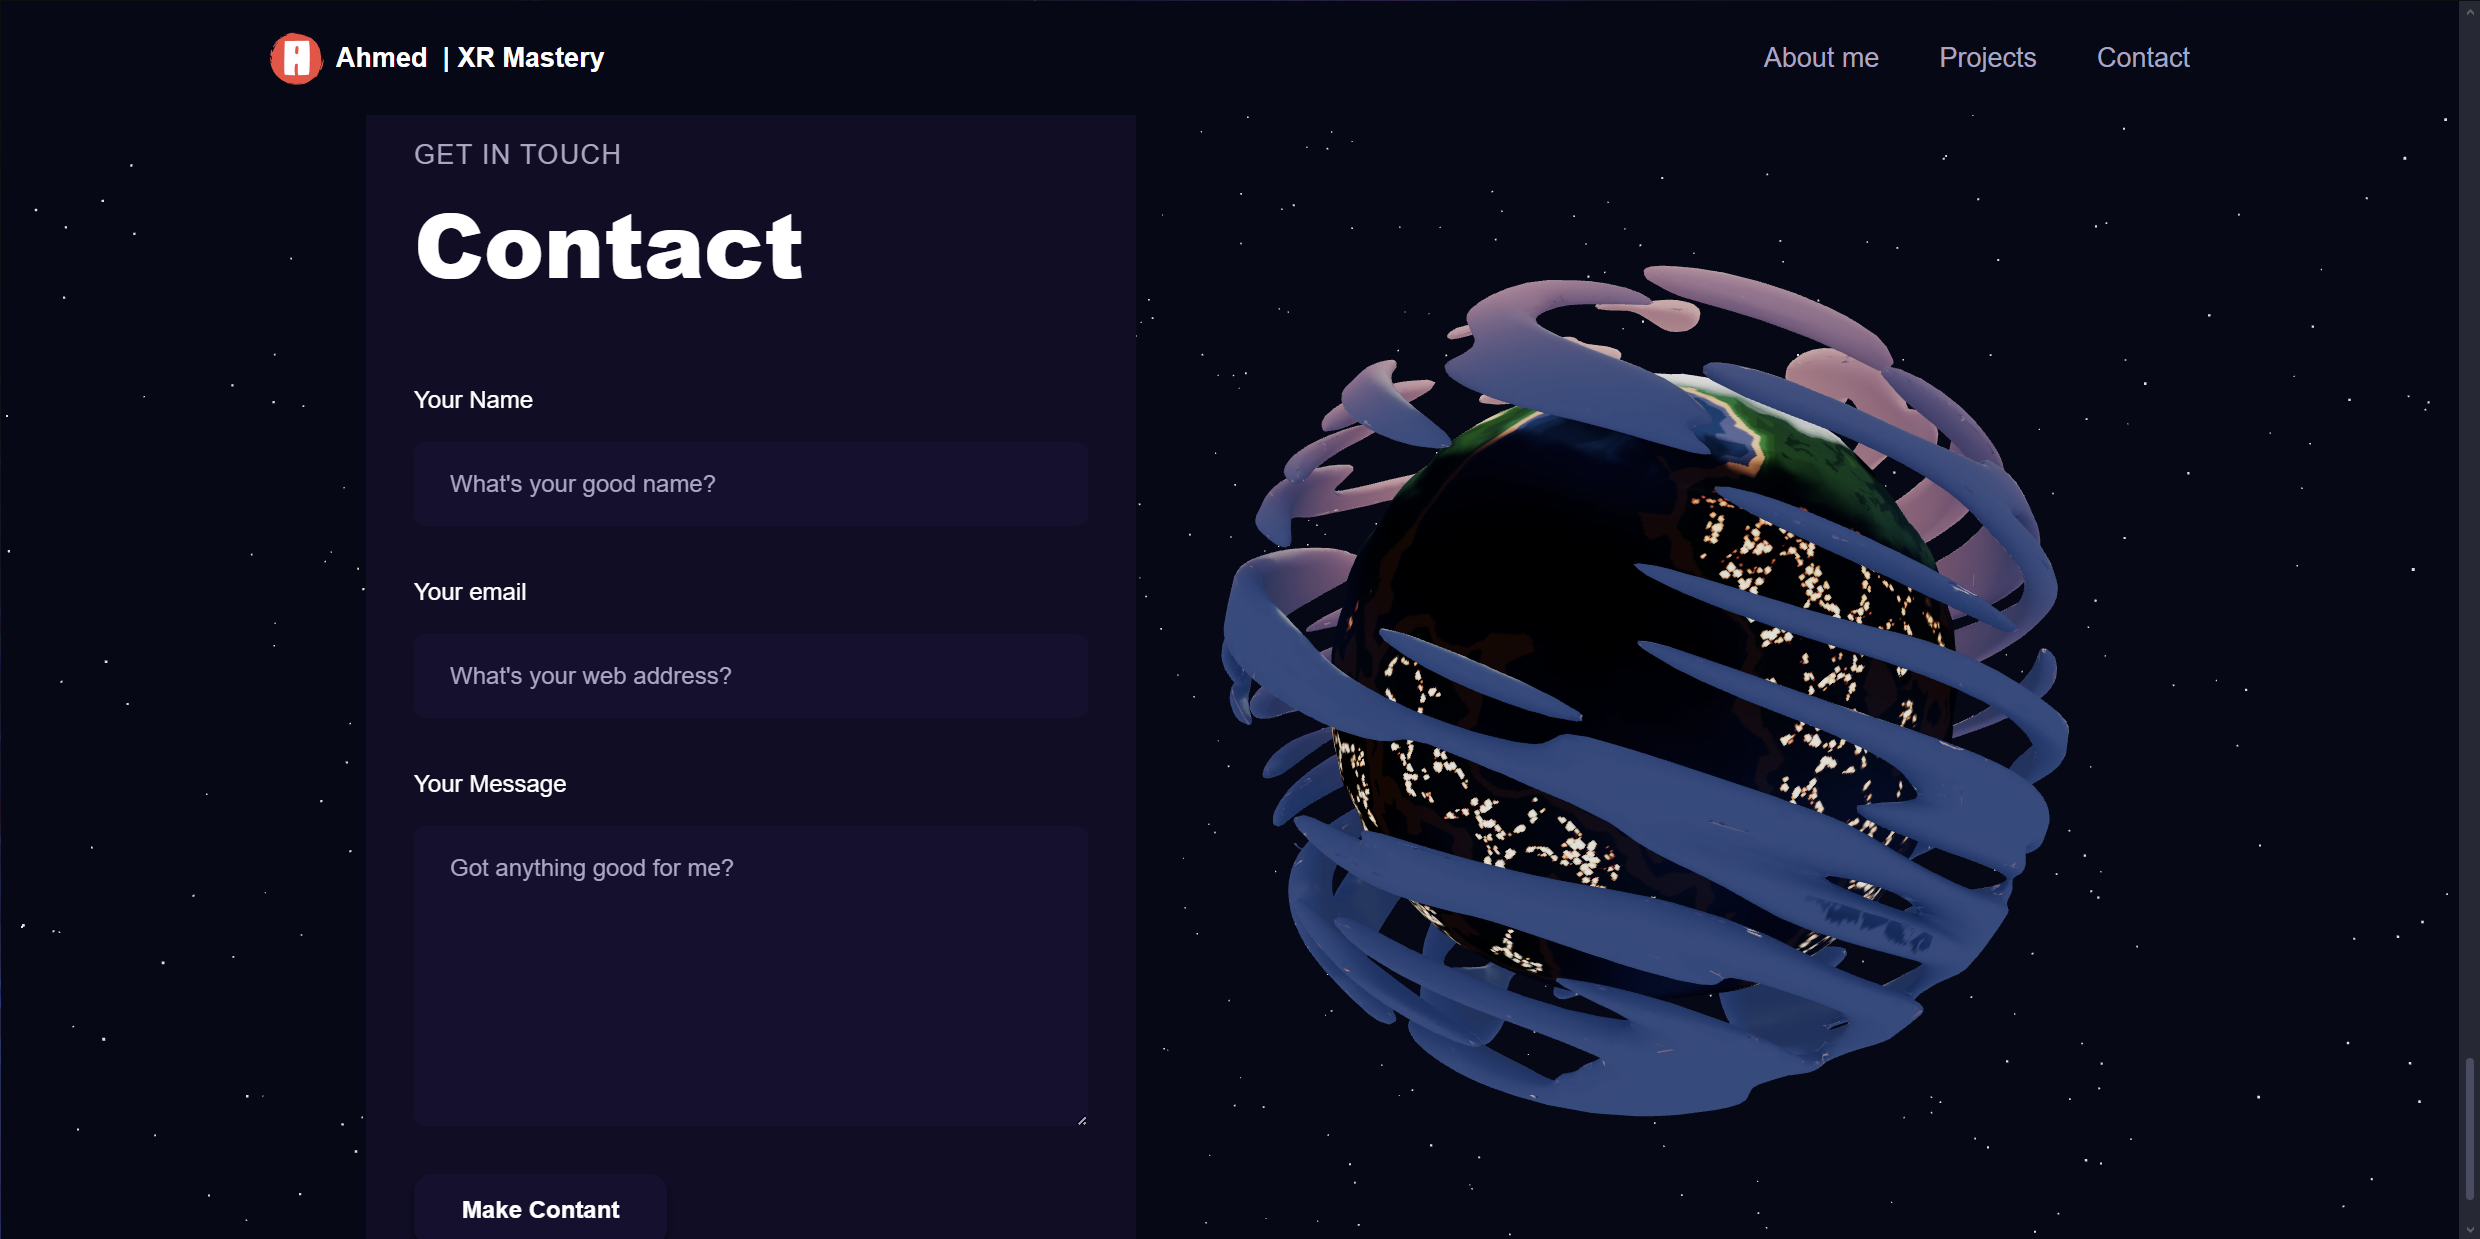 A
Ahmed | XR Mastery
About me
Projects
Contact
GET IN TOUCH
Contact
Your Name
What's your good name?
Your email
What's your web address?
Your Message
Got anything good for me?
Make Contant